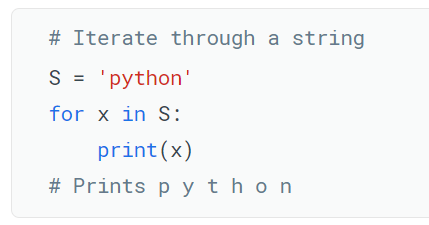 # Iterate through a string
S = 'python'
for x in S:
    print(x)
# Prints p y t h o n